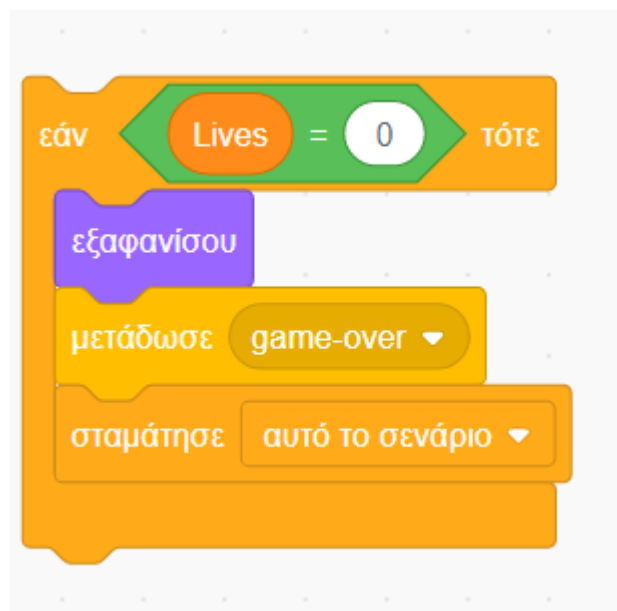 εάν Lives = 0 τότε
εξαφανίσου
μετάδωσε game-over
σταμάτησε αυτό το σενάριο